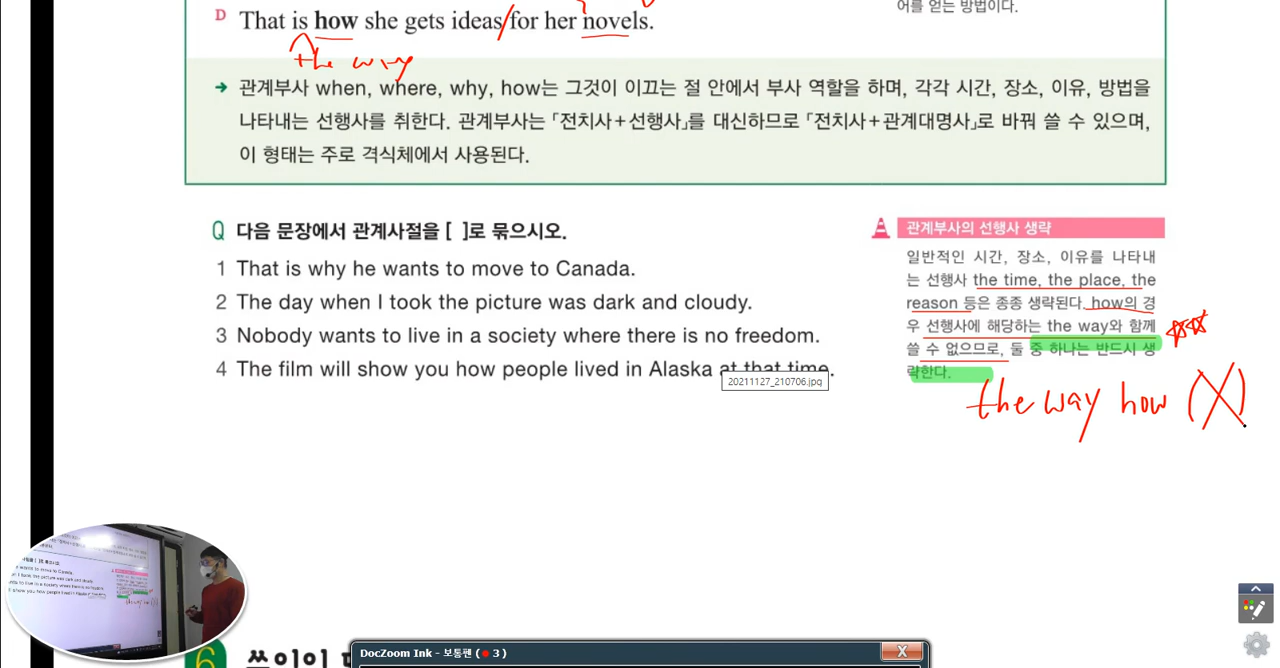 어를 얻는 방법이다.
D That is how she gets ideas/for her novels.
the way
➔ 관계부사 when, where, why, how는 그것이 이끄는 절 안에서 부사 역할을 하며, 각각 시간, 장소, 이유, 방법을
나타내는 선행사를 취한다. 관계부사는 「전치사+선행사」를 대신하므로 「전치사+관계대명사」로 바꿔 쓸 수 있으며,
이 형태는 주로 격식체에서 사용된다.
Q 다음 문장에서 관계사절을 [ ]로 묶으시오.
1 That is why he wants to move to Canada.
2 The day when I took the picture was dark and cloudy.
3 Nobody wants to live in a society where there is no freedom.
4 The film will show you how people lived in Alaska at that time.
20211127_210706.jpg
관계부사의 선행사 생략
일반적인 시간, 장소, 이유를 나타내
는 선행사 the time, the place, the
reason 등은 종종 생략된다. how의 경
우 선행사에 해당하는 the way와 함께
쓸 수 없으므로, 둘 중 하나는 반드시 생
략한다.
the way how (X)
6
DocZoom Ink - 보통펜 ( 3 )
X